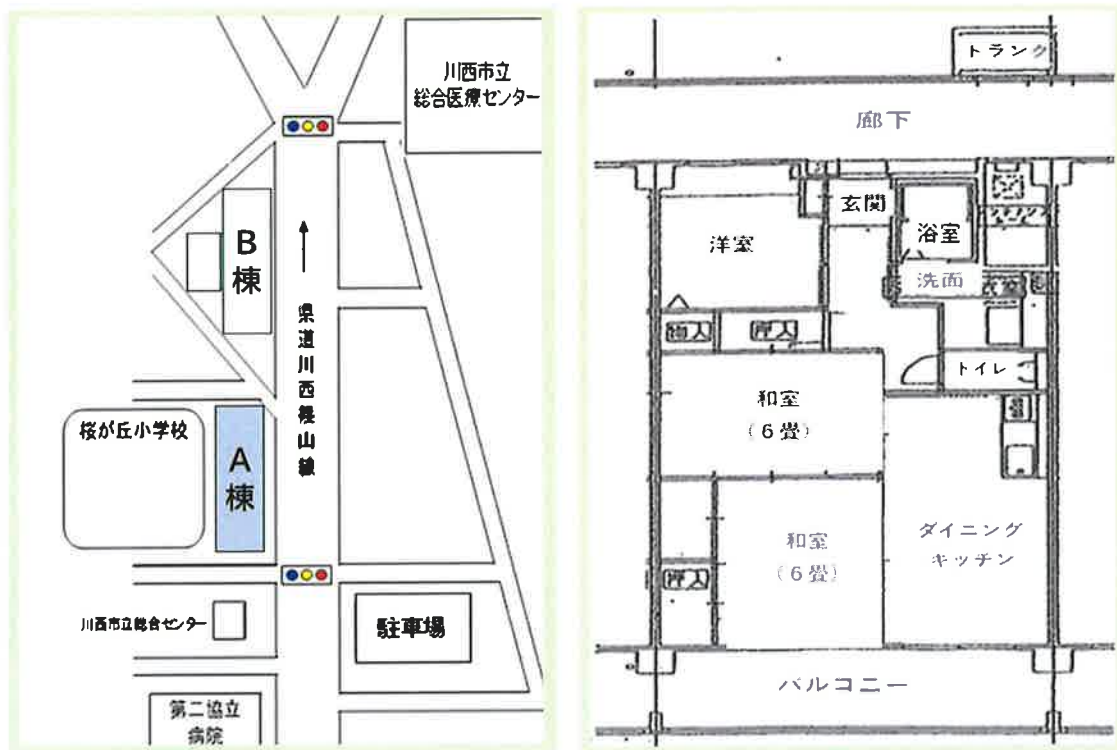 川西市立
総合医療センター
B
棟
県道川西篠山線
桜が丘小学校
A
棟
川西市立総合センター
駐車場
第二協立
病院
トランク
廊下
玄関
浴室
洋室
洗面
物入
押入
トイレ
和室
(6畳)
和室
(6畳)
ダイニング
キッチン
押入
バルコニー